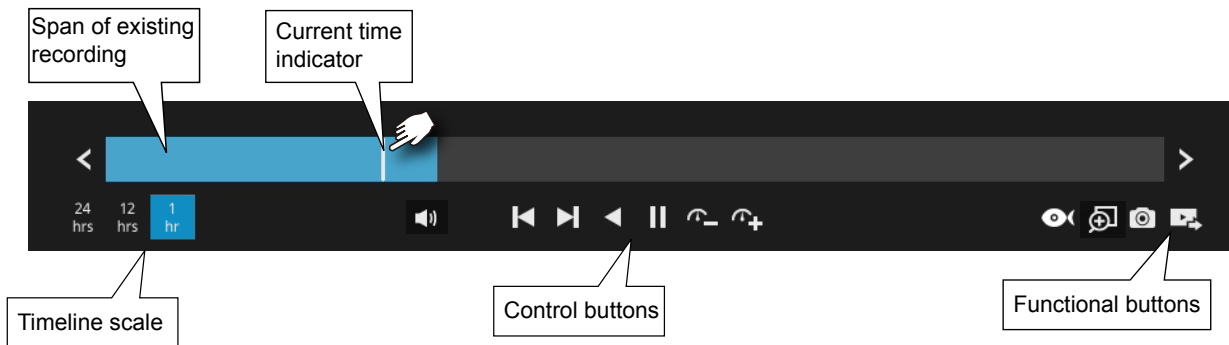 Span of existing
recording
Current time
indicator
24
hrs
12
hrs
1
hr
Timeline scale
Control buttons
Functional buttons